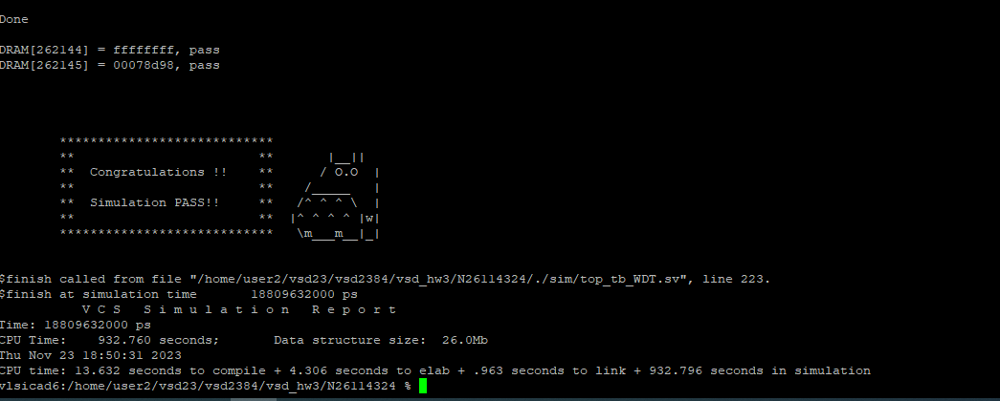 Done
DRAM[262144] = ffffffff, pass
DRAM[262145] = 00078d98, pass
        ****************************
        **                        **       |__||
        **  Congratulations !!    **      / O.O  |
        **                        **    /_____   |
        **  Simulation PASS!!     **   /^ ^ ^ \  |
        **                        **  |^ ^ ^ ^ |w|
        ****************************   \m___m__|_|
$finish called from file "/home/user2/vsd23/vsd2384/vsd_hw3/N26114324/./sim/top_tb_WDT.sv", line 223.
$finish at simulation time       18809632000 ps
           V C S   S i m u l a t i o n   R e p o r t
Time: 18809632000 ps
CPU Time:    932.760 seconds;       Data structure size:  26.0Mb
Thu Nov 23 18:50:31 2023
CPU time: 13.632 seconds to compile + 4.306 seconds to elab + .963 seconds to link + 932.796 seconds in simulation
vlsicad6:/home/user2/vsd23/vsd2384/vsd_hw3/N26114324 %